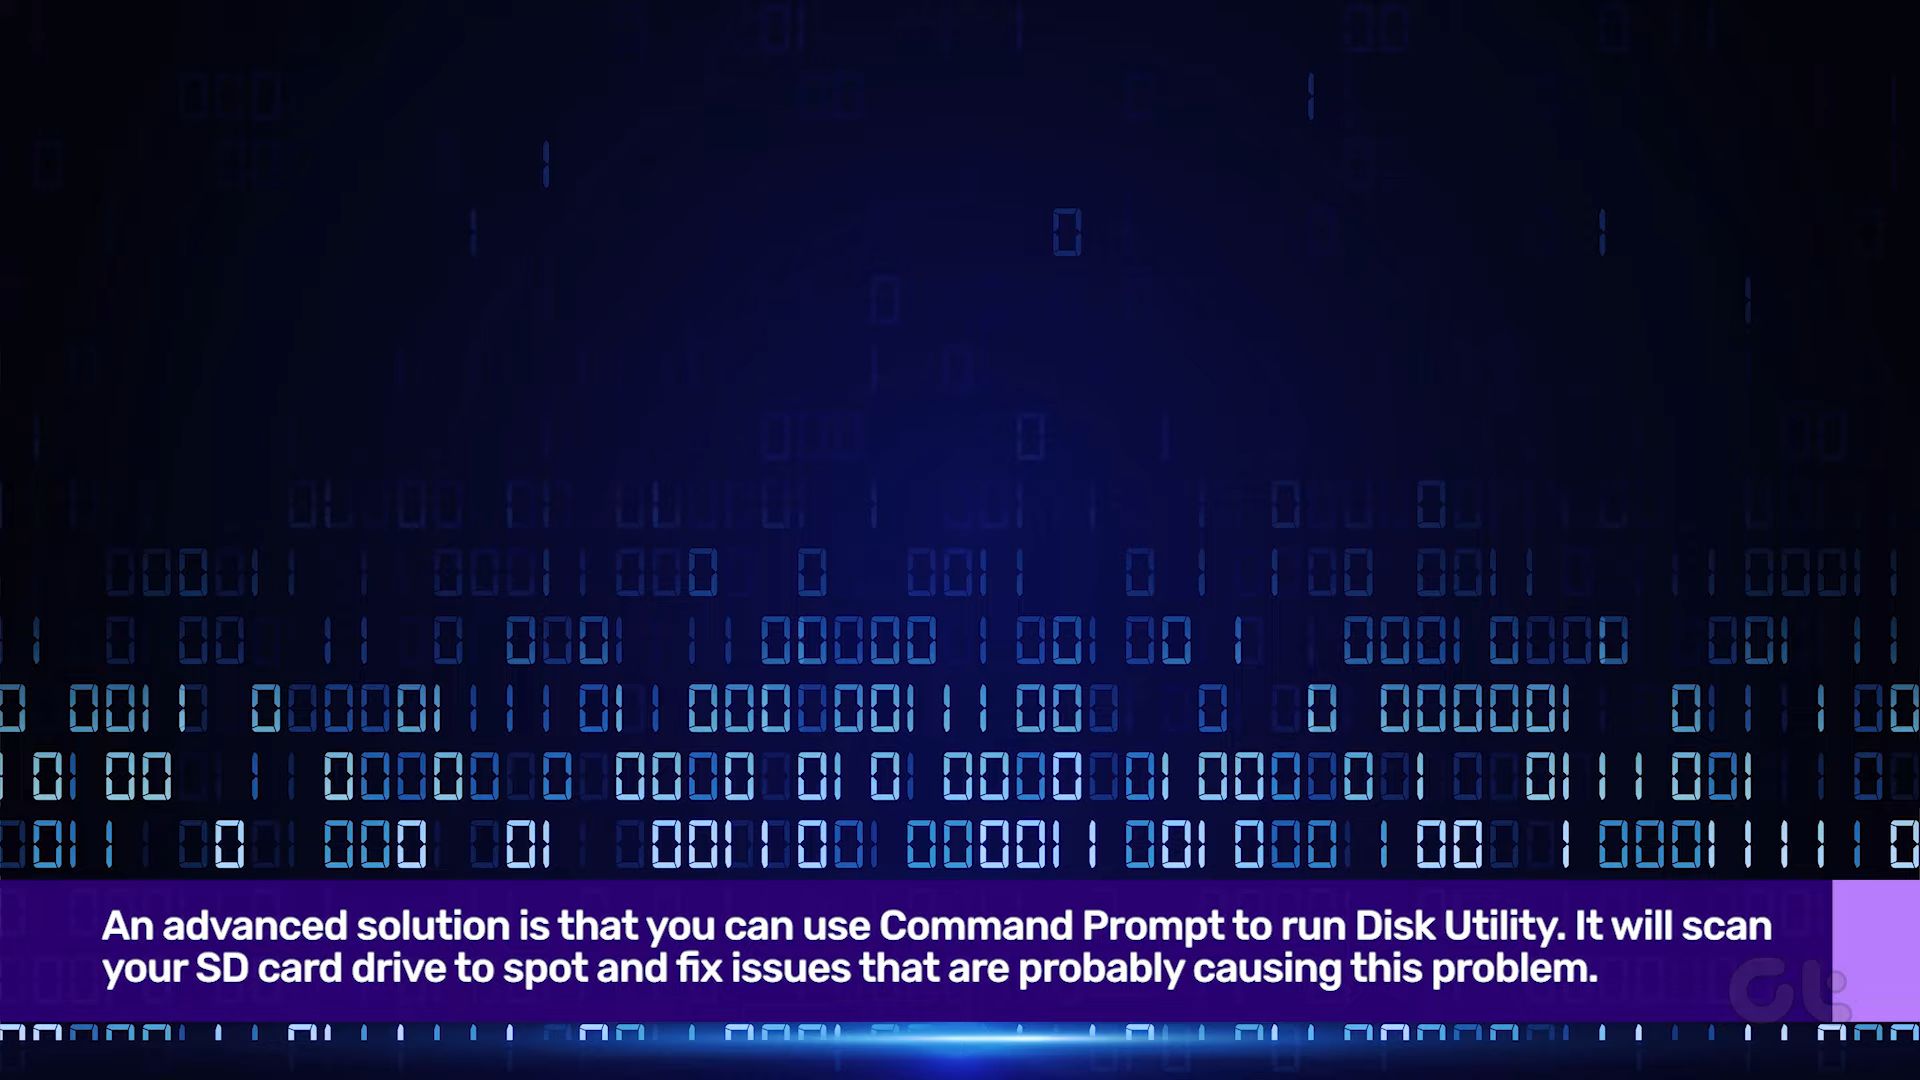 An advanced solution is that you can use Command Prompt to run Disk Utility. It will scan
your SD card drive to spot and fix issues that are probably causing this problem.